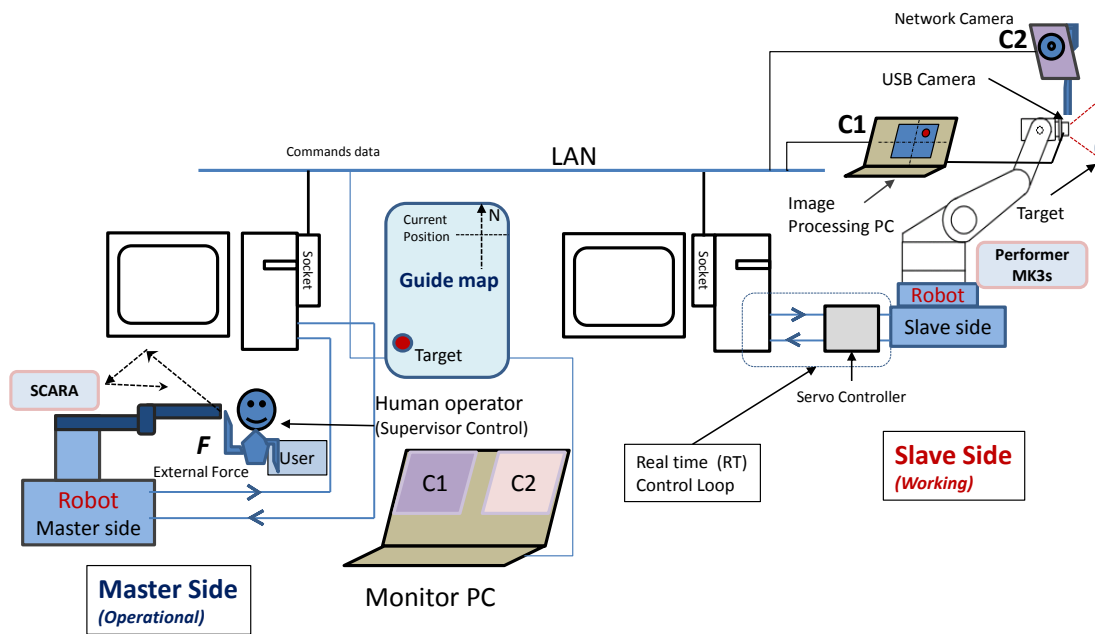 Network Camera
C2
USB Camera
C1
Commands data
LAN
Image
Processing PC
Target
Current
Position
N
Guide map
Target
Socket
Socket
Performer
MK3s
Robot
Slave side
Servo Controller
SCARA
Human operator
(Supervisor Control)
F
User
External Force
Robot
Master side
C1
C2
Real time (RT)
Control Loop
Slave Side
(Working)
Master Side
(Operational)
Monitor PC